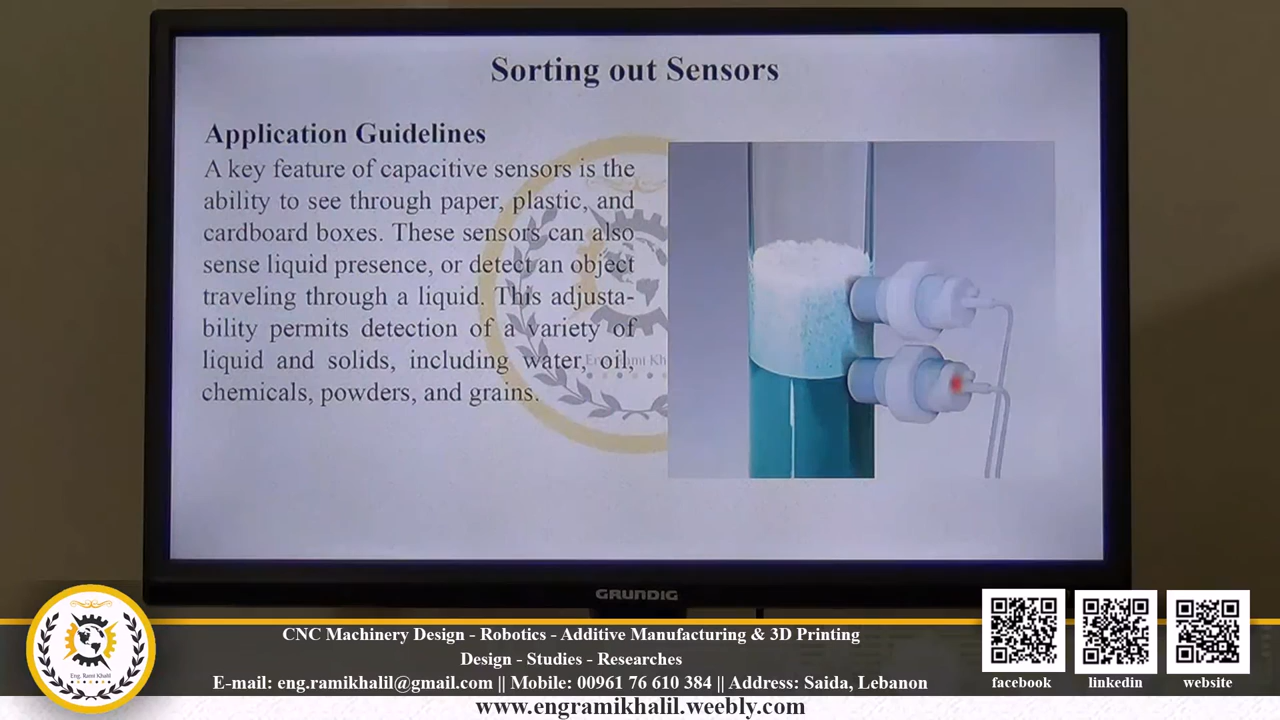 Sorting out Sensors
Application Guidelines
A key feature of capacitive sensors is the
ability to see through paper, plastic, and
cardboard boxes. These sensors can also
sense liquid presence, or detect an object
traveling through a liquid. This adjusta-
bility permits detection of a variety of
liquid and solids, including water, oil,
chemicals, powders, and grains.
Eng. Rami Kh
GRUNDIG
CNC Machinery Design - Robotics - Additive Manufacturing & 3D Printing
Design - Studies - Researches
E-mail: eng.ramikhalil@gmail.com || Mobile: 00961 76 610 384 || Address: Saida, Lebanon
www.engramikhalil.weebly.com
Eng. Rami Khalil
facebook
linkedin
website